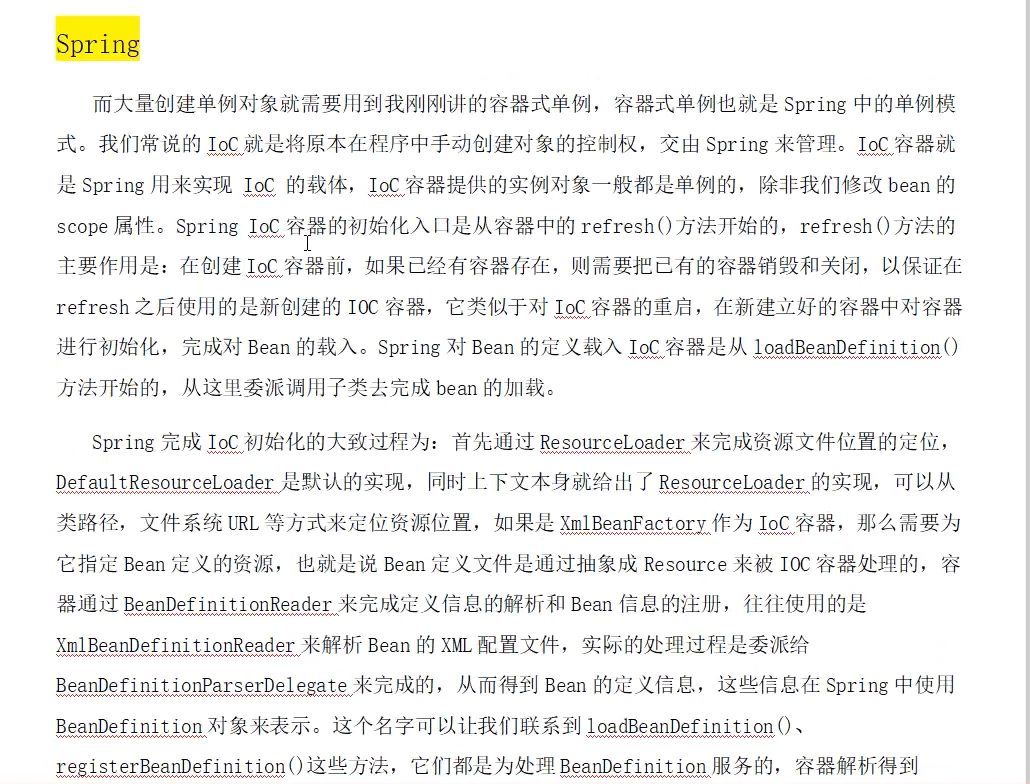 Spring
而大量创建单例对象就需要用到我刚刚讲的容器式单例，容器式单例也就是 Spring 中的单例模
式。我们常说的 IoC 就是将原本在程序中手动创建对象的控制权，交由 Spring 来管理。IoC 容器就
是 Spring 用来实现 IoC 的载体，IoC 容器提供的实例对象一般都是单例的，除非我们修改 bean 的
scope 属性。Spring IoC 容器的初始化入口是从容器中的 refresh()方法开始的，refresh()方法的
主要作用是：在创建 IoC 容器前，如果已经有容器存在，则需要把已有的容器销毁和关闭，以保证在
refresh 之后使用的是新创建的 IOC 容器，它类似于对 IoC 容器的重启，在新建立好的容器中对容器
进行初始化，完成对 Bean 的载入。Spring 对 Bean 的定义载入 IoC 容器是从 loadBeanDefinition()
方法开始的，从这里委派调用子类去完成 bean 的加载。
Spring 完成 IoC 初始化的大致过程为：首先通过 ResourceLoader 来完成资源文件位置的定位，
DefaultResourceLoader 是默认的实现，同时上下文本身就给出了 ResourceLoader 的实现，可以从
类路径，文件系统 URL 等方式来定位资源位置，如果是 XmlBeanFactory 作为 IoC 容器，那么需要为
它指定 Bean 定义的资源，也就是说 Bean 定义文件是通过抽象成 Resource 来被 IOC 容器处理的，容
器通过 BeanDefinitionReader 来完成定义信息的解析和 Bean 信息的注册，往往使用的是
XmlBeanDefinitionReader 来解析 Bean 的 XML 配置文件，实际的处理过程是委派给
BeanDefinitionParserDelegate 来完成的，从而得到 Bean 的定义信息，这些信息在 Spring 中使用
BeanDefinition 对象来表示。这个名字可以让我们联系到 loadBeanDefinition()、
registerBeanDefinition()这些方法，它们都是为处理 BeanDefinition 服务的，容器解析得到